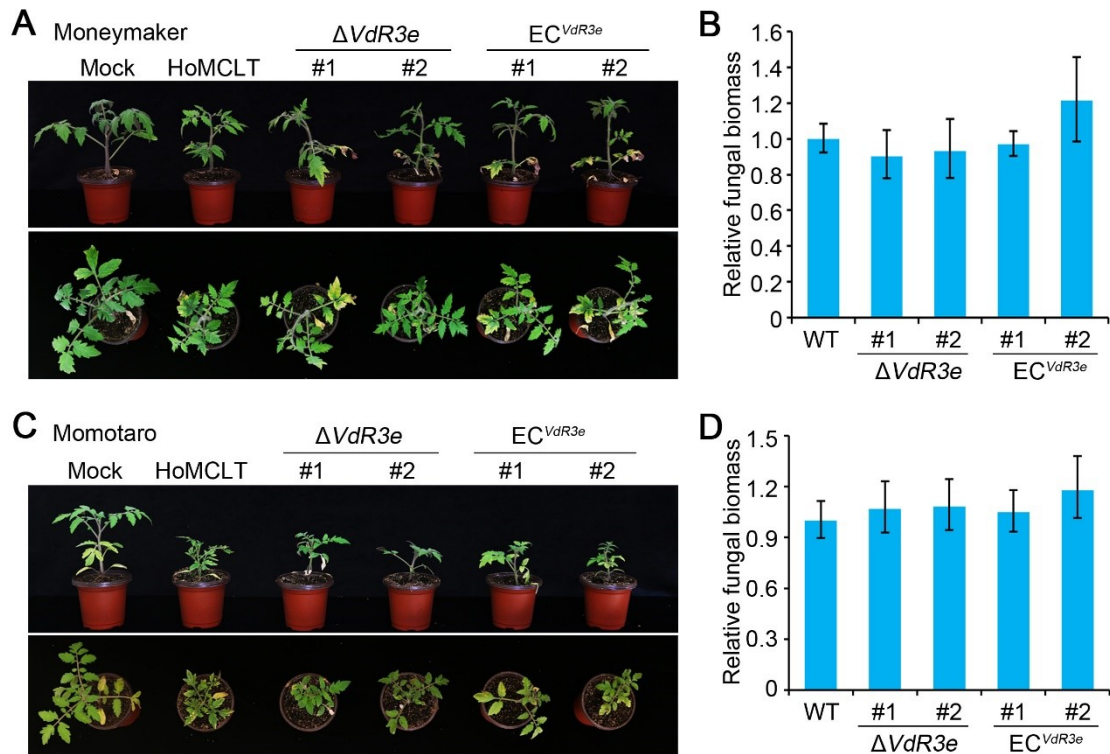 A
Moneymaker
ΔVdR3e
EC^VdR3e
Mock HoMCLT #1 #2 #1 #2
B
Relative fungal biomass
1.6
1.4
1.2
1.0
0.8
0.6
0.4
0.2
0
WT #1 #2 #1 #2
ΔVdR3e EC^VdR3e
C
Momotaro
ΔVdR3e
EC^VdR3e
Mock HoMCLT #1 #2 #1 #2
D
Relative fungal biomass
1.5
1.2
0.9
0.6
0.3
0
WT #1 #2 #1 #2
ΔVdR3e EC^VdR3e